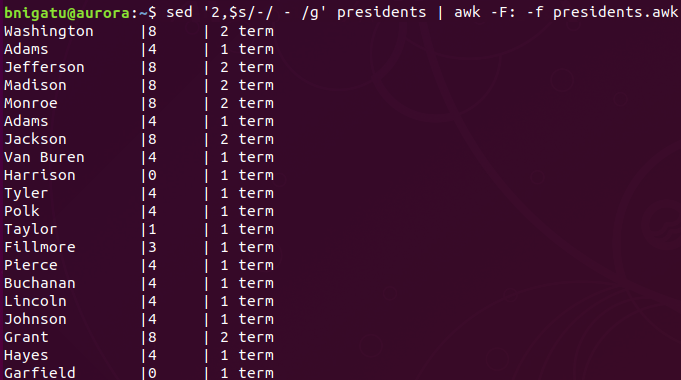 bnigatu@aurora:~$ sed '2,$s/-/ - /g' presidents | awk -F: -f presidents.awk
Washington     |8     | 2 term
Adams          |4     | 1 term
Jefferson      |8     | 2 term
Madison        |8     | 2 term
Monroe         |8     | 2 term
Adams          |4     | 1 term
Jackson        |8     | 2 term
Van Buren      |4     | 1 term
Harrison       |0     | 1 term
Tyler          |4     | 1 term
Polk           |4     | 1 term
Taylor         |1     | 1 term
Fillmore       |3     | 1 term
Pierce         |4     | 1 term
Buchanan       |4     | 1 term
Lincoln        |4     | 1 term
Johnson        |4     | 1 term
Grant          |8     | 2 term
Hayes          |4     | 1 term
Garfield       |0     | 1 term